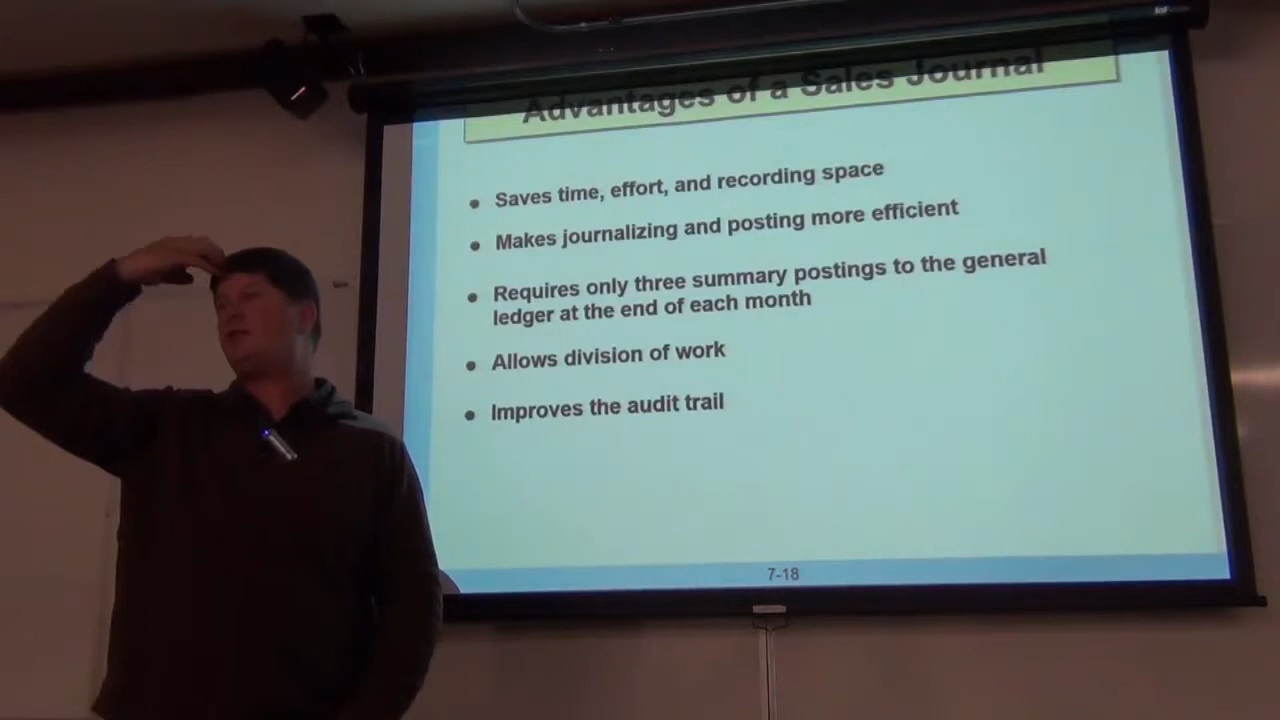 Advantages of a Sales Journal
• Saves time, effort, and recording space
• Makes journalizing and posting more efficient
• Requires only three summary postings to the general
ledger at the end of each month
• Allows division of work
• Improves the audit trail
7-18